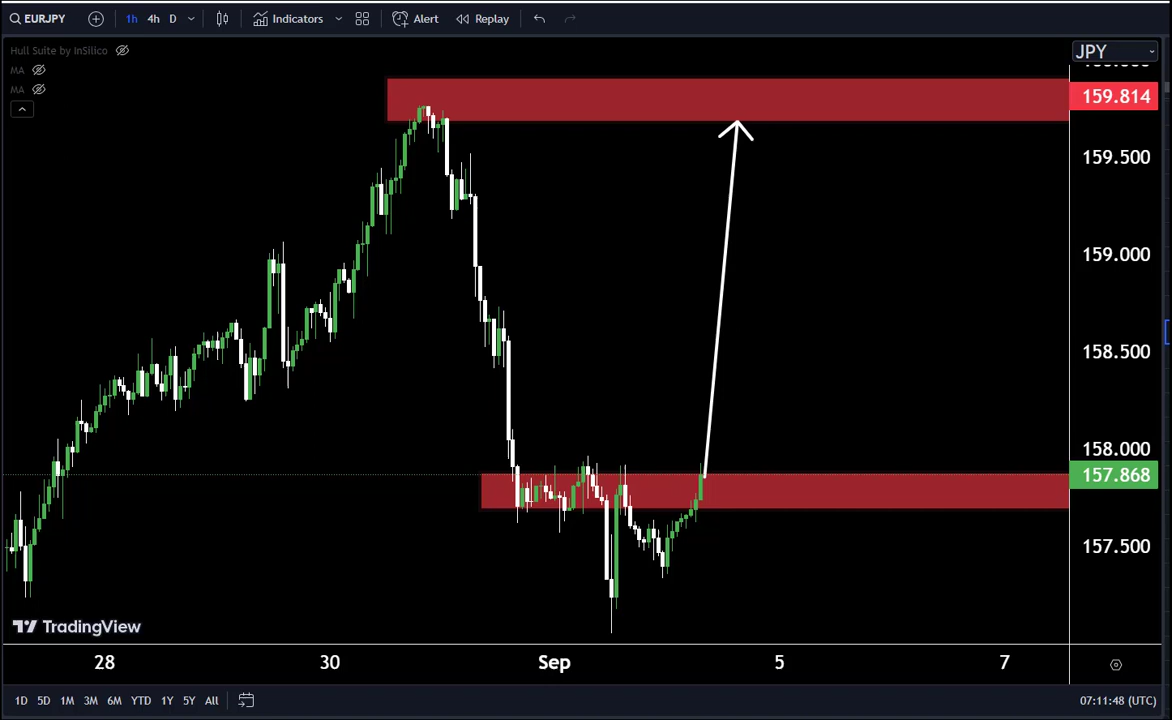 EURJPY 1h 4h D Indicators Alert Replay
Hull Suite by InSilico
MA
MA
JPY
159.814
159.500
159.000
158.500
158.000
157.868
157.500
TradingView
28 30 Sep 5 7
1D 5D 1M 3M 6M YTD 1Y 5Y All 07:11:48 (UTC)